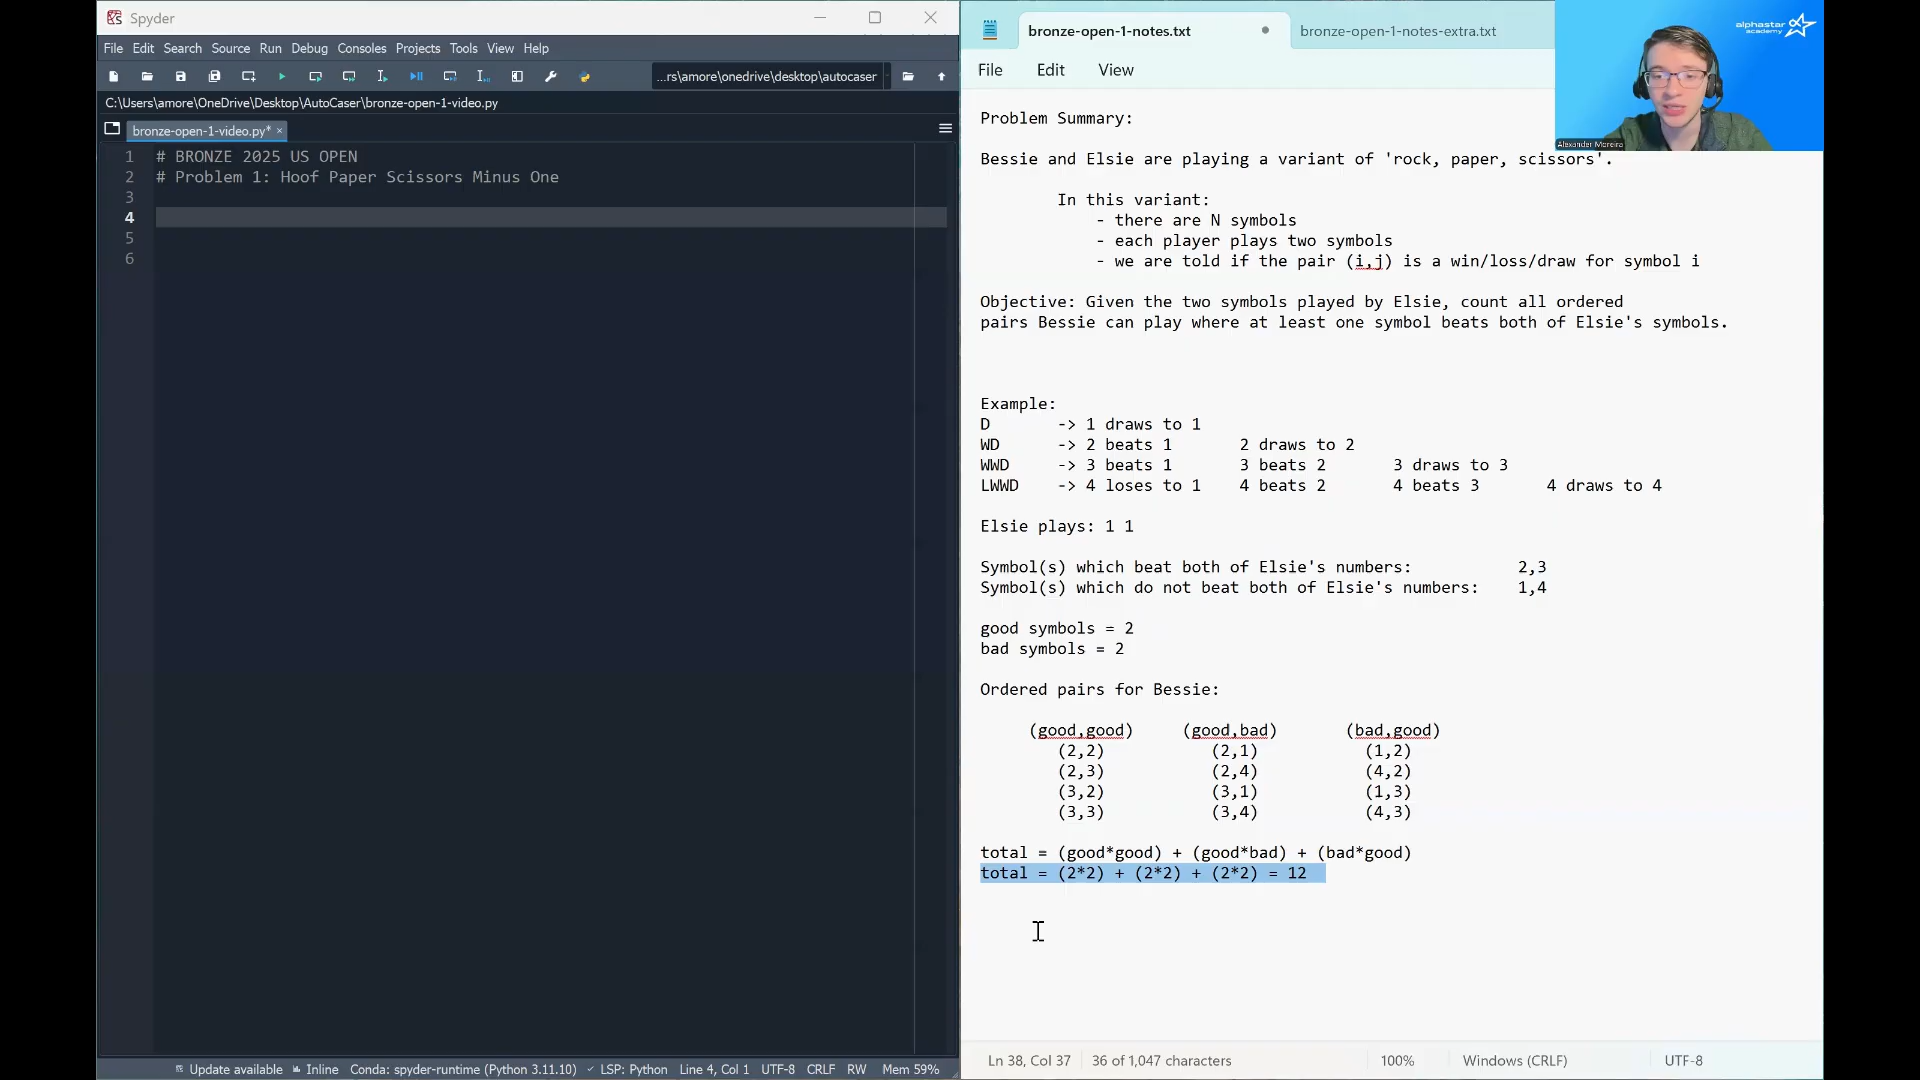 Spyder
File Edit Search Source Run Debug Consoles Projects Tools View Help
...rs\amore\onedrive\desktop\autocaser
C:\Users\amore\OneDrive\Desktop\AutoCaser\bronze-open-1-video.py
bronze-open-1-video.py*
1 # BRONZE 2025 US OPEN
2 # Problem 1: Hoof Paper Scissors Minus One
3
4
5
6
Update available Inline Conda: spyder-runtime (Python 3.11.10) LSP: Python Line 4, Col 1 UTF-8 CRLF RW Mem 59%
bronze-open-1-notes.txt bronze-open-1-notes-extra.txt
File Edit View
alphastar academy
Alexander Moreira
Problem Summary:
Bessie and Elsie are playing a variant of 'rock, paper, scissors'.
In this variant:
- there are N symbols
- each player plays two symbols
- we are told if the pair (i,j) is a win/loss/draw for symbol i
Objective: Given the two symbols played by Elsie, count all ordered
pairs Bessie can play where at least one symbol beats both of Elsie's symbols.
Example:
D -> 1 draws to 1
WD -> 2 beats 1 2 draws to 2
WWD -> 3 beats 1 3 beats 2 3 draws to 3
LWWD -> 4 loses to 1 4 beats 2 4 beats 3 4 draws to 4
Elsie plays: 1 1
Symbol(s) which beat both of Elsie's numbers: 2,3
Symbol(s) which do not beat both of Elsie's numbers: 1,4
good symbols = 2
bad symbols = 2
Ordered pairs for Bessie:
(good,good) (good,bad) (bad,good)
(2,2) (2,1) (1,2)
(2,3) (2,4) (4,2)
(3,2) (3,1) (1,3)
(3,3) (3,4) (4,3)
total = (good*good) + (good*bad) + (bad*good)
total = (2*2) + (2*2) + (2*2) = 12
Ln 38, Col 37 36 of 1,047 characters 100% Windows (CRLF) UTF-8